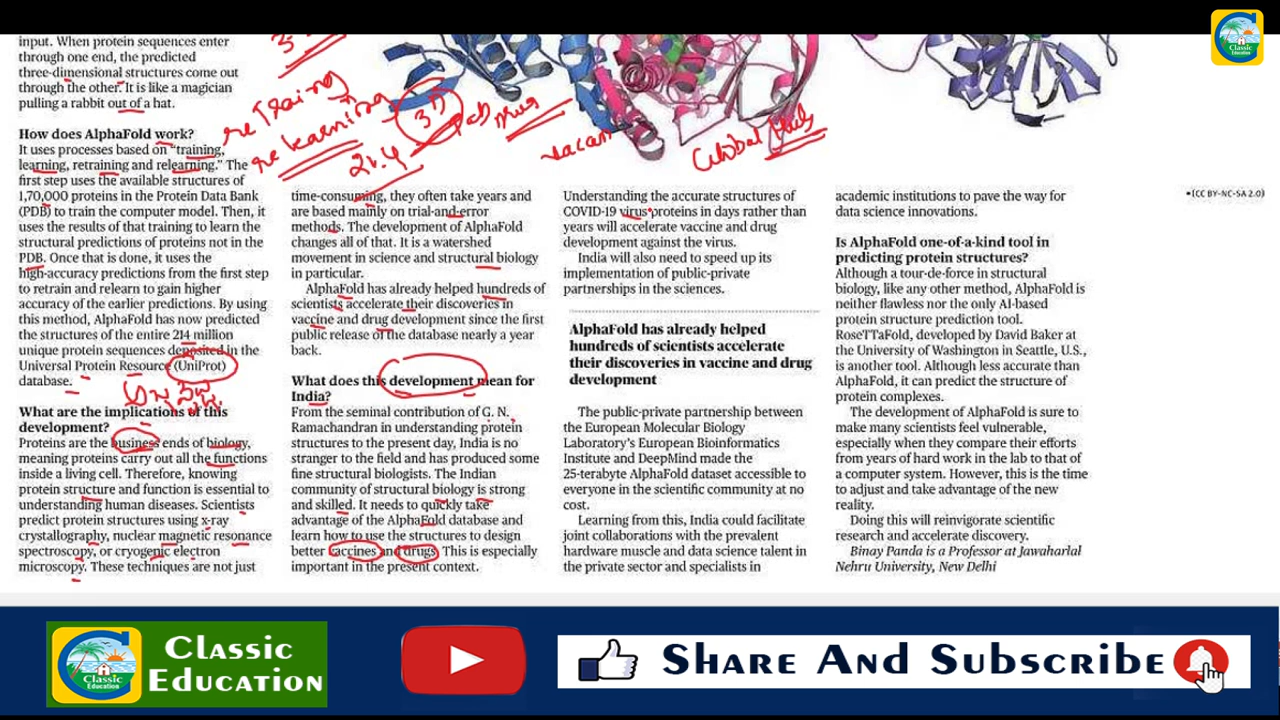 Classic
Education
input. When protein sequences enter
through one end, the predicted
three-dimensional structures come out
through the other. It is like a magician
pulling a rabbit out of a hat.
How does AlphaFold work?
It uses processes based on “training,
learning, retraining and relearning.” The
first step uses the available structures of
1,70,000 proteins in the Protein Data Bank
(PDB) to train the computer model. Then, it
uses the results of that training to learn the
structural predictions of proteins not in the
PDB. Once that is done, it uses the
high-accuracy predictions from the first step
to retrain and relearn to gain higher
accuracy of the earlier predictions. By using
this method, AlphaFold has now predicted
the structures of the entire 214 million
unique protein sequences deposited in the
Universal Protein Resource (UniProt)
database.
What are the implications of this
development?
Proteins are the business ends of biology,
meaning proteins carry out all the functions
inside a living cell. Therefore, knowing
protein structure and function is essential to
understanding human diseases. Scientists
predict protein structures using x-ray
crystallography, nuclear magnetic resonance
spectroscopy, or cryogenic electron
microscopy. These techniques are not just
re Training
re learning
Global Hub
time-consuming, they often take years and
are based mainly on trial-and-error
methods. The development of AlphaFold
changes all of that. It is a watershed
movement in science and structural biology
in particular.
AlphaFold has already helped hundreds of
scientists accelerate their discoveries in
vaccine and drug development since the first
public release of the database nearly a year
back.
What does this development mean for
India?
From the seminal contribution of G. N.
Ramachandran in understanding protein
structures to the present day, India is no
stranger to the field and has produced some
fine structural biologists. The Indian
community of structural biology is strong
and skilled. It needs to quickly take
advantage of the AlphaFold database and
learn how to use the structures to design
better vaccines and drugs. This is especially
important in the present context.
Understanding the accurate structures of
COVID-19 virus proteins in days rather than
years will accelerate vaccine and drug
development against the virus.
India will also need to speed up its
implementation of public-private
partnerships in the sciences.
AlphaFold has already helped
hundreds of scientists accelerate
their discoveries in vaccine and drug
development
The public-private partnership between
the European Molecular Biology
Laboratory’s European Bioinformatics
Institute and DeepMind made the
25-terabyte AlphaFold dataset accessible to
everyone in the scientific community at no
cost.
Learning from this, India could facilitate
joint collaborations with the prevalent
hardware muscle and data science talent in
the private sector and specialists in
academic institutions to pave the way for
data science innovations.
Is AlphaFold one-of-a-kind tool in
predicting protein structures?
Although a tour-de-force in structural
biology, like any other method, AlphaFold is
neither flawless nor the only AI-based
protein structure prediction tool.
RoseTTaFold, developed by David Baker at
the University of Washington in Seattle, U.S.,
is another tool. Although less accurate than
AlphaFold, it can predict the structure of
protein complexes.
The development of AlphaFold is sure to
make many scientists feel vulnerable,
especially when they compare their efforts
from years of hard work in the lab to that of
a computer system. However, this is the time
to adjust and take advantage of the new
reality.
Doing this will reinvigorate scientific
research and accelerate discovery.
Binay Panda is a Professor at Jawaharlal
Nehru University, New Delhi
•(CC BY-NC-SA 2.0)
Classic
Education
Classic
Education
Share And Subscribe